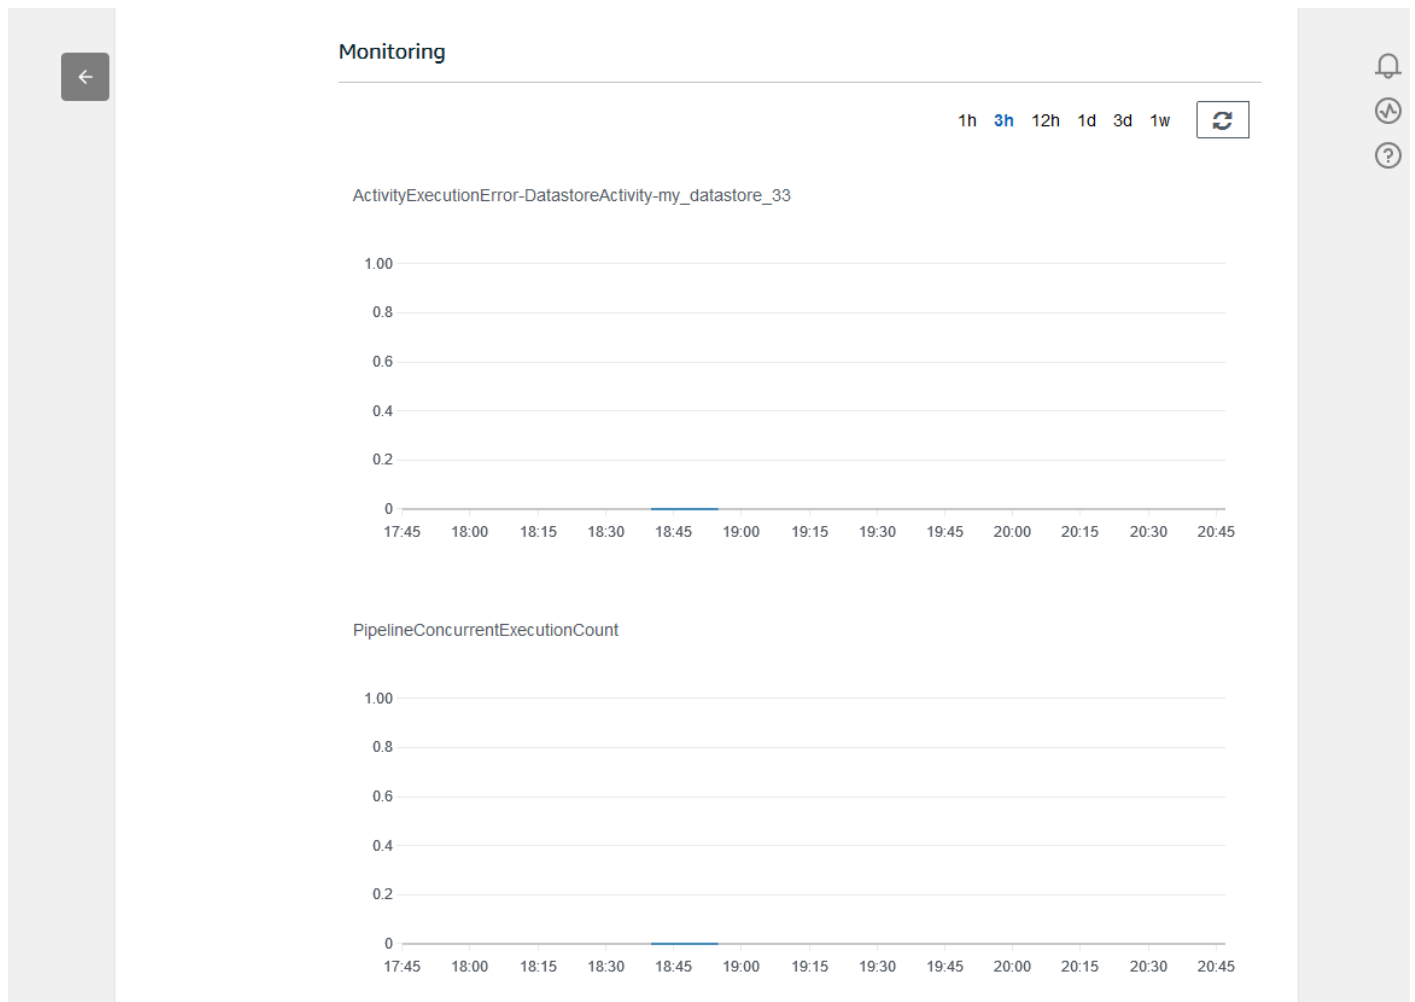 Monitoring
1h 3h 12h 1d 3d 1w
ActivityExecutionError-DatastoreActivity-my_datastore_33
1.00
0.8
0.6
0.4
0.2
0
17:45 18:00 18:15 18:30 18:45 19:00 19:15 19:30 19:45 20:00 20:15 20:30 20:45
PipelineConcurrentExecutionCount
1.00
0.8
0.6
0.4
0.2
0
17:45 18:00 18:15 18:30 18:45 19:00 19:15 19:30 19:45 20:00 20:15 20:30 20:45